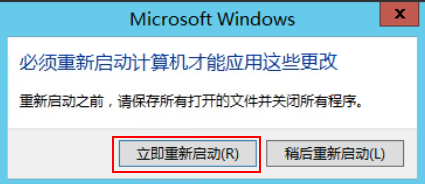 Microsoft Windows
必须重新启动计算机才能应用这些更改
重新启动之前，请保存所有打开的文件并关闭所有程序。
立即重新启动(R)
稍后重新启动(L)